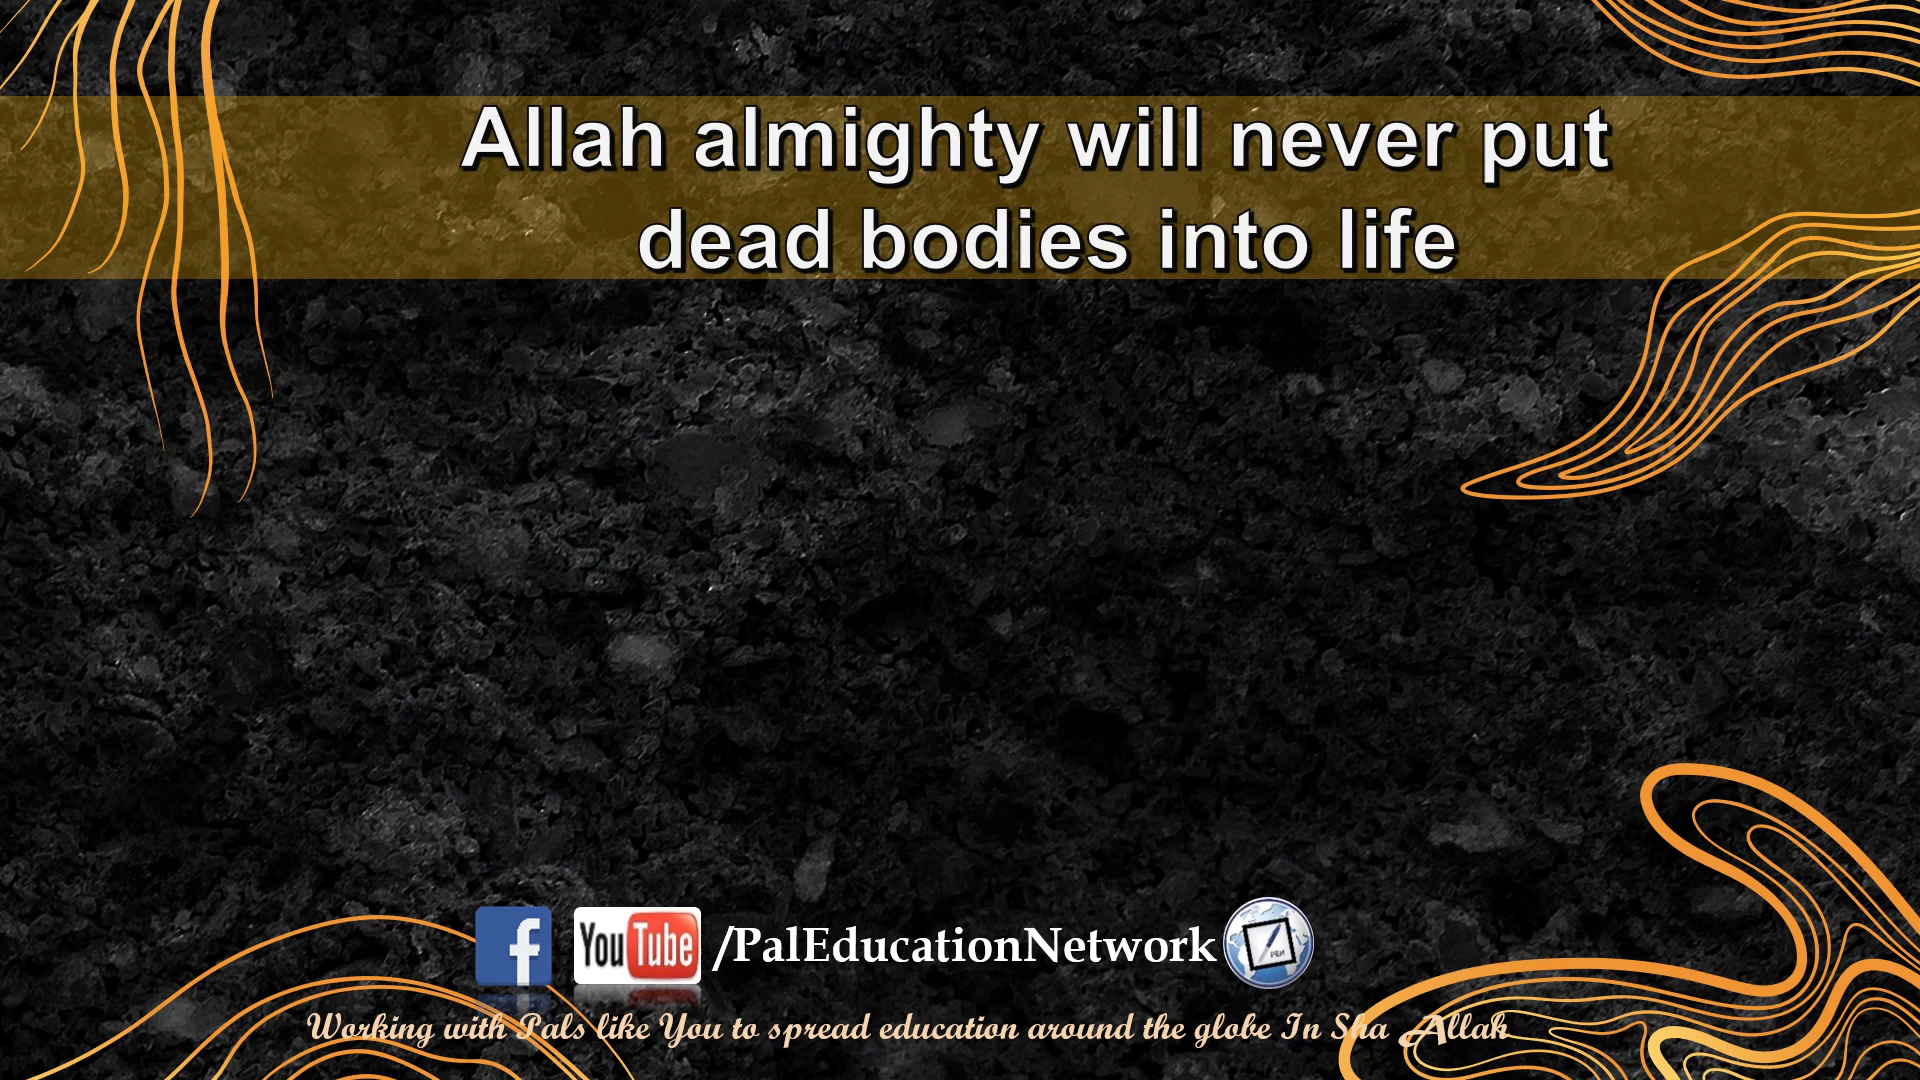 Allah almighty will never put
dead bodies into life
f YouTube /PalEducationNetwork PEN
Working with Pals like You to spread education around the globe In Sha Allah